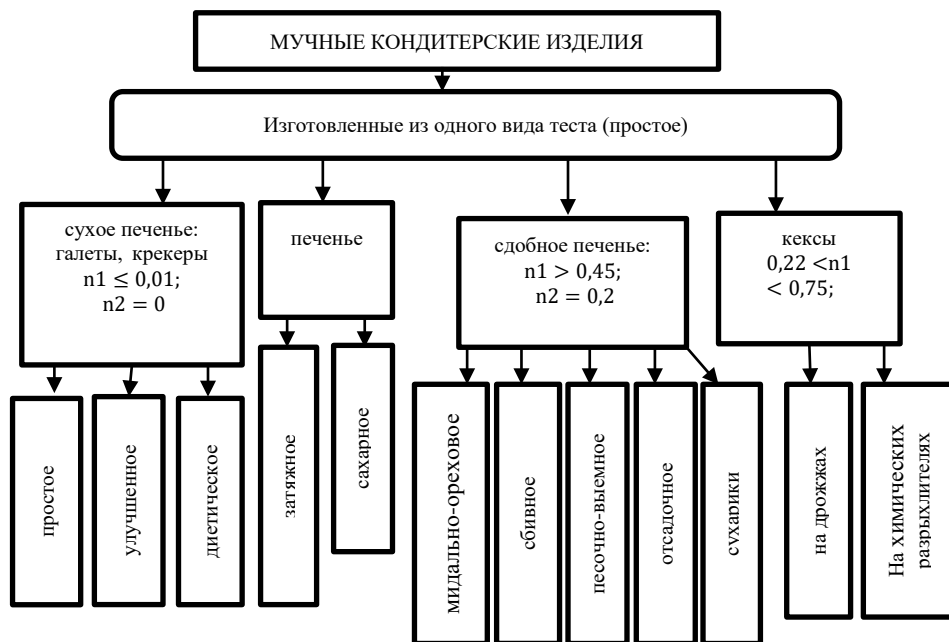 МУЧНЫЕ КОНДИТЕРСКИЕ ИЗДЕЛИЯ
Изготовленные из одного вида теста (простое)
сухое печенье:
галеты, крекеры
n1 ≤ 0,01;
n2 = 0
печенье
сдобное печенье:
n1 > 0,45;
n2 = 0,2
кексы
0,22 <n1
< 0,75;
простое
улучшенное
диетическое
затяжное
сахарное
мидально-ореховое
сбивное
песочно-выемное
отсадочное
сухарики
на дрожжах
На химических
разрыхлителях